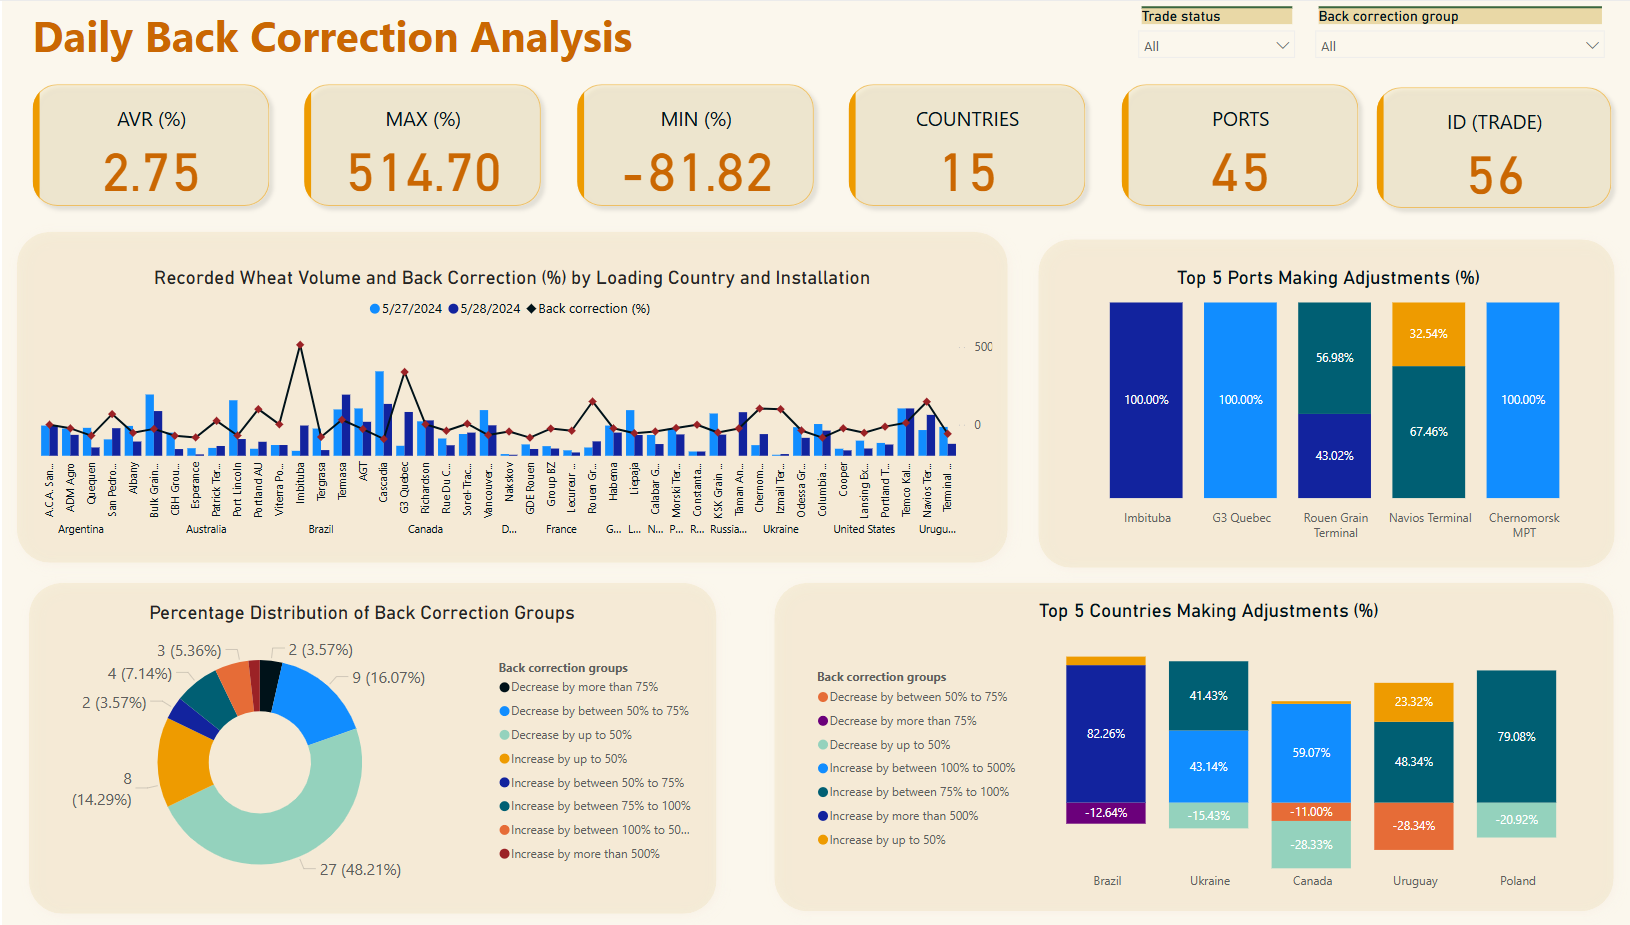 Daily Back Correction Analysis
Trade status
All
Back correction group
All
AVR (%)
2.75
MAX (%)
514.70
MIN (%)
-81.82
COUNTRIES
15
PORTS
45
ID (TRADE)
56
Recorded Wheat Volume and Back Correction (%) by Loading Country and Installation
5/27/2024 5/28/2024 Back correction (%)
500
0
A.C.A. San...
ADM Agro
Quequen
San Pedro...
Albany
Bulk Grain...
CBH Grou...
Esperance
Patrick Ter...
Port Lincoln
Portland AU
Viterra Po...
Imbituba
Tergrasa
Termasa
AGT
Cascadia
G3 Quebec
Richardson
Rue Du C...
Sorel-Trac...
Vancouver...
Nakskov
GDE Rouen
Group BZ
Lecureur ...
Rouen Gr...
Habema
Liepaja
Calabar G...
Morski Ter...
Constanta...
KSK Grain ...
Taman An...
Chernom...
Izmail Ter...
Odessa Gr...
Columbia ...
Cooper
Lansing Ex...
Portland T...
Temco Kal...
Navios Ter...
Terminal ...
Argentina
Australia
Brazil
Canada
D...
France
G...
L...
N...
P...
R...
Russia...
Ukraine
United States
Urugu...
Top 5 Ports Making Adjustments (%)
100.00%
100.00%
56.98%
43.02%
32.54%
67.46%
100.00%
Imbituba
G3 Quebec
Rouen Grain
Terminal
Navios Terminal
Chernomorsk
MPT
Percentage Distribution of Back Correction Groups
2 (3.57%)
9 (16.07%)
27 (48.21%)
8
(14.29%)
2 (3.57%)
4 (7.14%)
3 (5.36%)
Back correction groups
Decrease by more than 75%
Decrease by between 50% to 75%
Decrease by up to 50%
Increase by up to 50%
Increase by between 50% to 75%
Increase by between 75% to 100%
Increase by between 100% to 50...
Increase by more than 500%
Top 5 Countries Making Adjustments (%)
Back correction groups
Decrease by between 50% to 75%
Decrease by more than 75%
Decrease by up to 50%
Increase by between 100% to 500%
Increase by between 75% to 100%
Increase by more than 500%
Increase by up to 50%
82.26%
-12.64%
41.43%
43.14%
-15.43%
59.07%
-11.00%
-28.33%
23.32%
48.34%
-28.34%
79.08%
-20.92%
Brazil
Ukraine
Canada
Uruguay
Poland